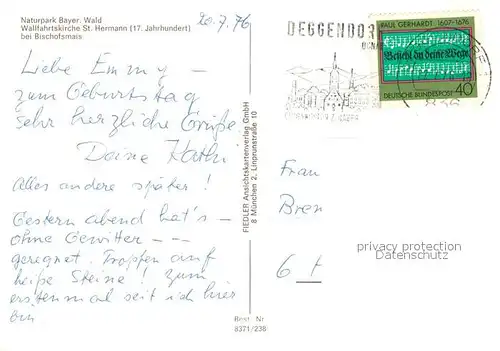 Naturpark Bayer. Wald
Wallfahrtskirche St. Hermann (17. Jahrhundert)
bei Bischofsmais
20.7.76
Liebe Emmy –
zum Geburtstag
sehr herzliche Grüße
Deine Kathi
Alles andere später!
Gestern abend hat's –
ohne Gewitter – –
geregnet. Tropfen auf
heiße Steine! Zum
erstenmal seit ich hier
bin
FIEDLER Ansichtskartenverlag GmbH
8 München 2, Linprunstraße 10
Best. Nr.
8371/238
DEGGENDOR
PAUL GERHARDT 1607-1676
Befiehl du deine Wege
DEUTSCHE BUNDESPOST 40
Frau
Bren
6
privacy protection
Datenschutz